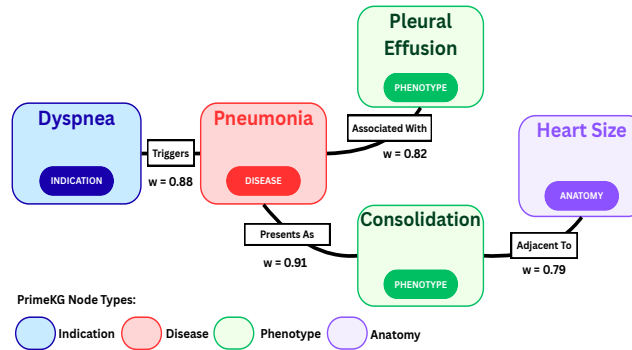 Pleural
Effusion
PHENOTYPE
Dyspnea
INDICATION
Triggers
w = 0.88
Pneumonia
DISEASE
Associated With
w = 0.82
Heart Size
ANATOMY
Presents As
w = 0.91
Consolidation
PHENOTYPE
Adjacent To
w = 0.79
PrimeKG Node Types:
Indication
Disease
Phenotype
Anatomy